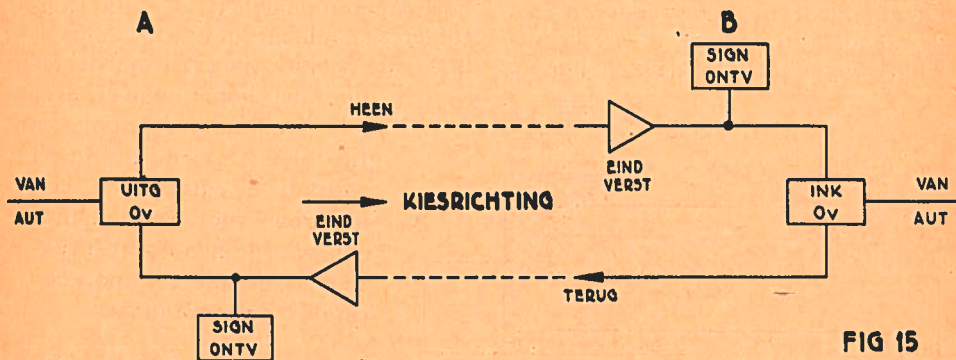 A
B
SIGN
ONTV
HEEN
EIND
VERST
VAN
AUT
UITG
Ov
KIESRICHTING
INK
Ov
VAN
AUT
EIND
VERST
TERUG
SIGN
ONTV
FIG 15